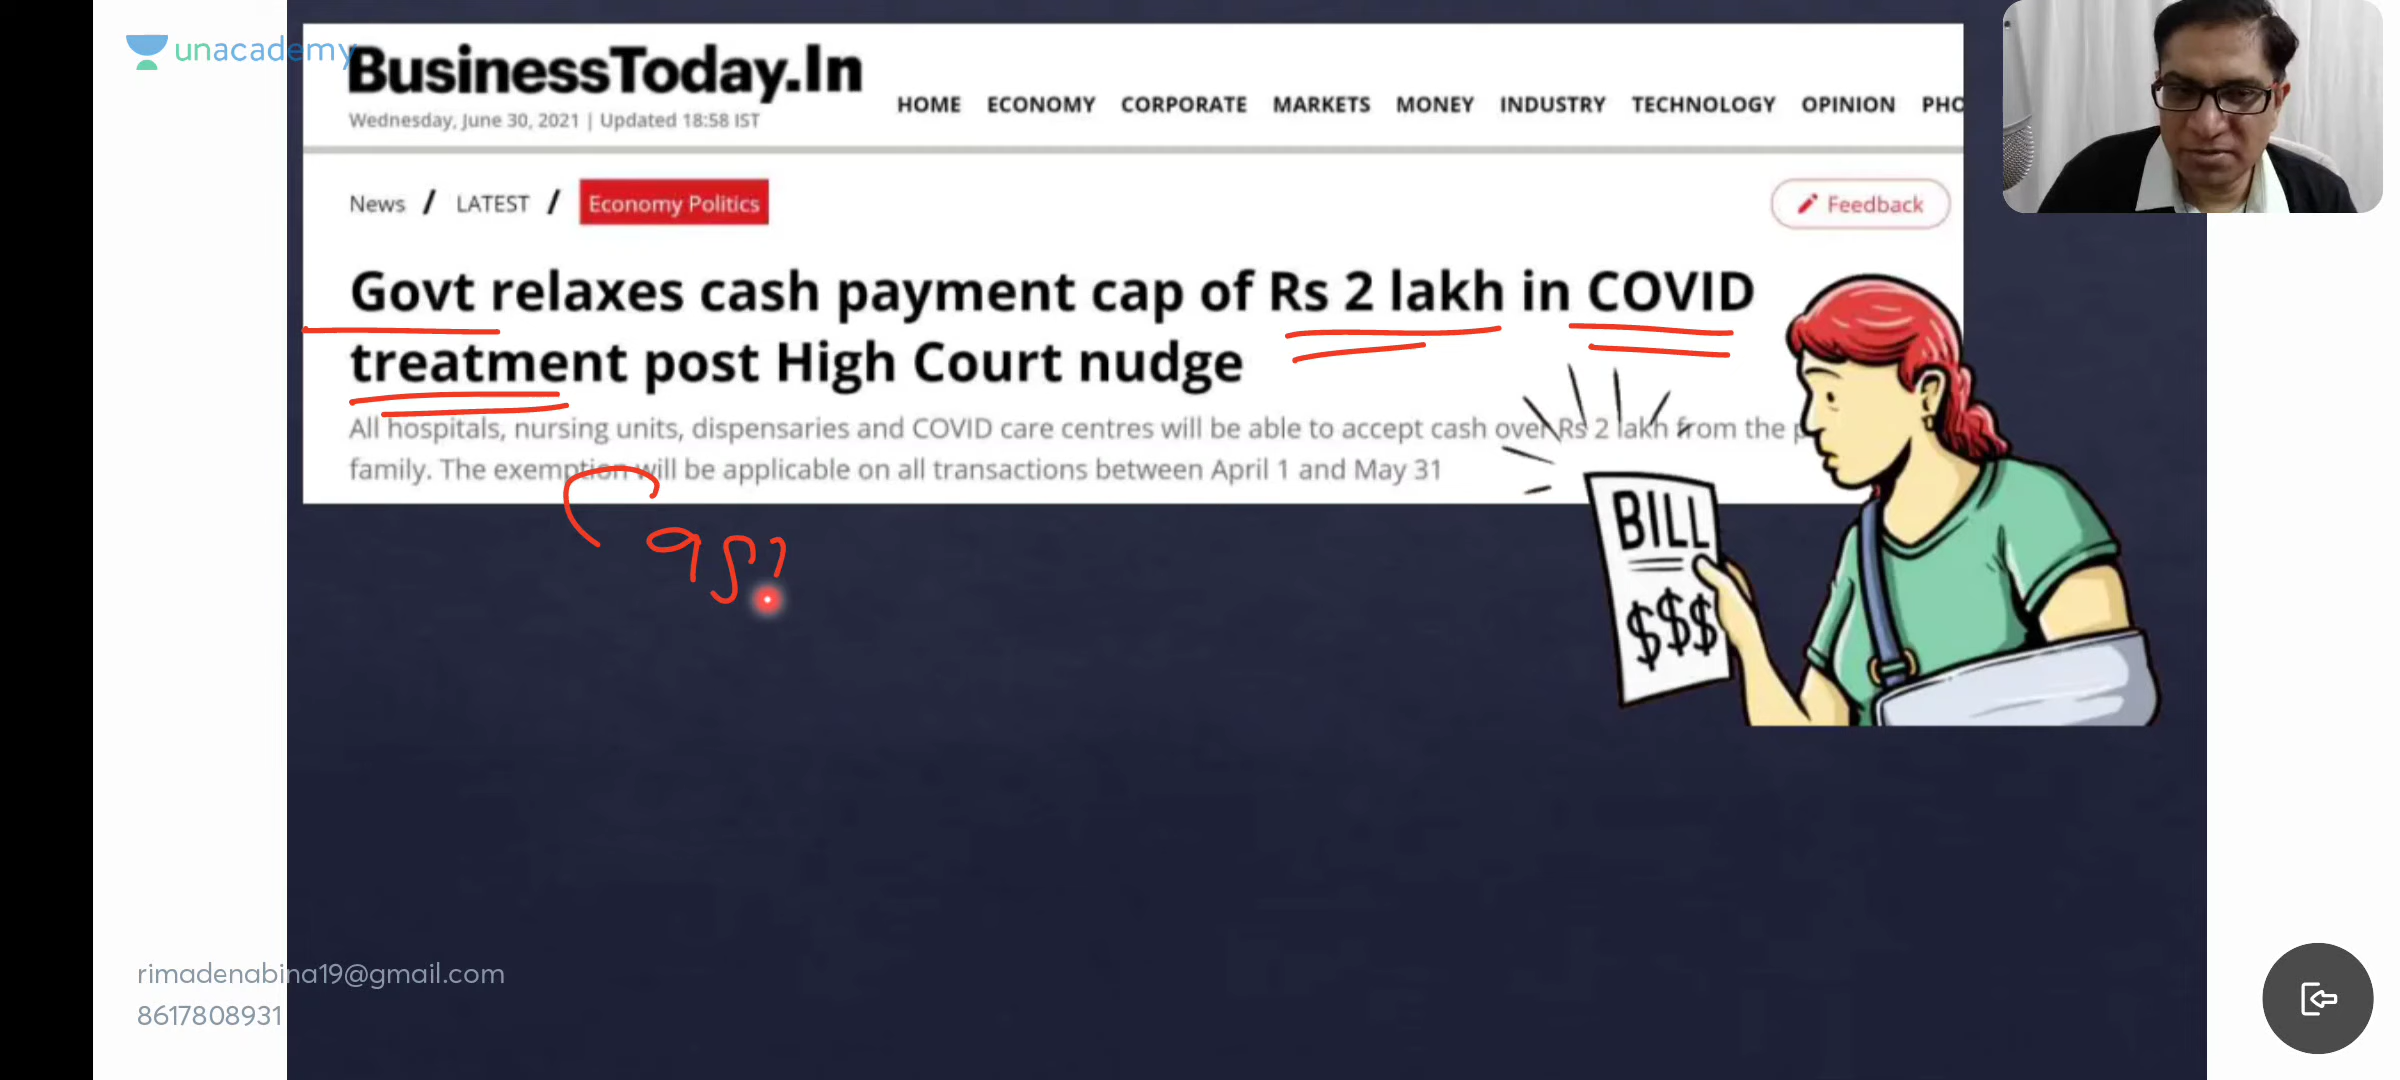 unacademy
BusinessToday.In
Wednesday, June 30, 2021 | Updated 18:58 IST
HOME ECONOMY CORPORATE MARKETS MONEY INDUSTRY TECHNOLOGY OPINION PHO
News / LATEST / Economy Politics
Feedback
Govt relaxes cash payment cap of Rs 2 lakh in COVID
treatment post High Court nudge
All hospitals, nursing units, dispensaries and COVID care centres will be able to accept cash over Rs 2 lakh from the p
family. The exemption will be applicable on all transactions between April 1 and May 31
BILL
$$$
rimadenabina19@gmail.com
8617808931